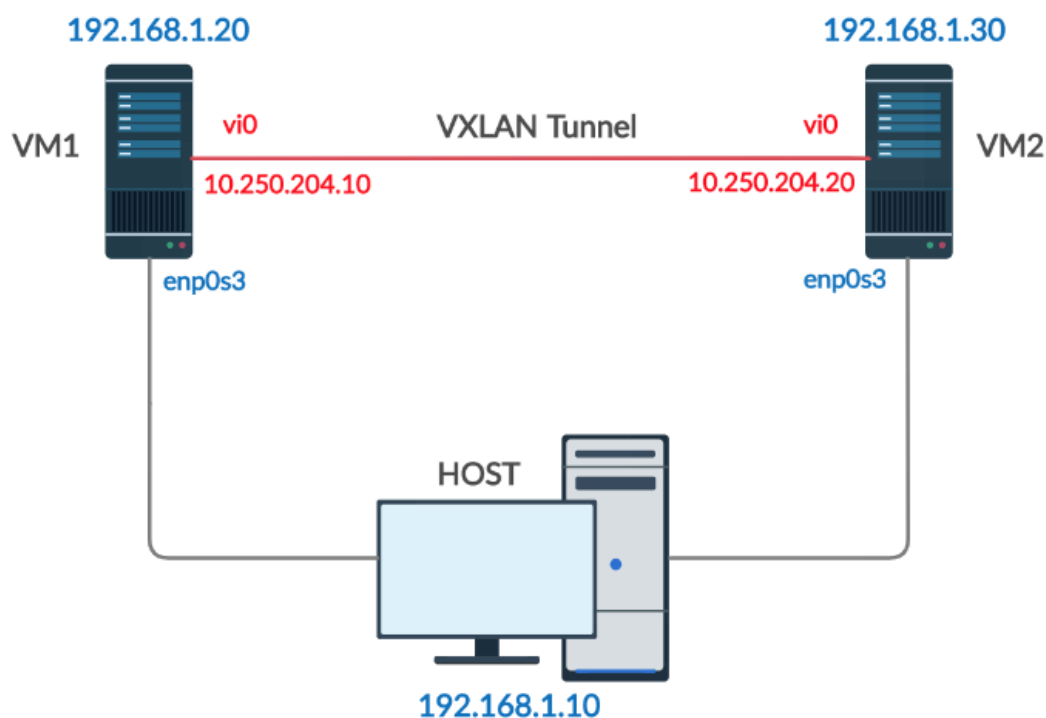 192.168.1.20
192.168.1.30
vi0
VXLAN Tunnel
vi0
VM1
VM2
10.250.204.10
10.250.204.20
enp0s3
enp0s3
HOST
192.168.1.10